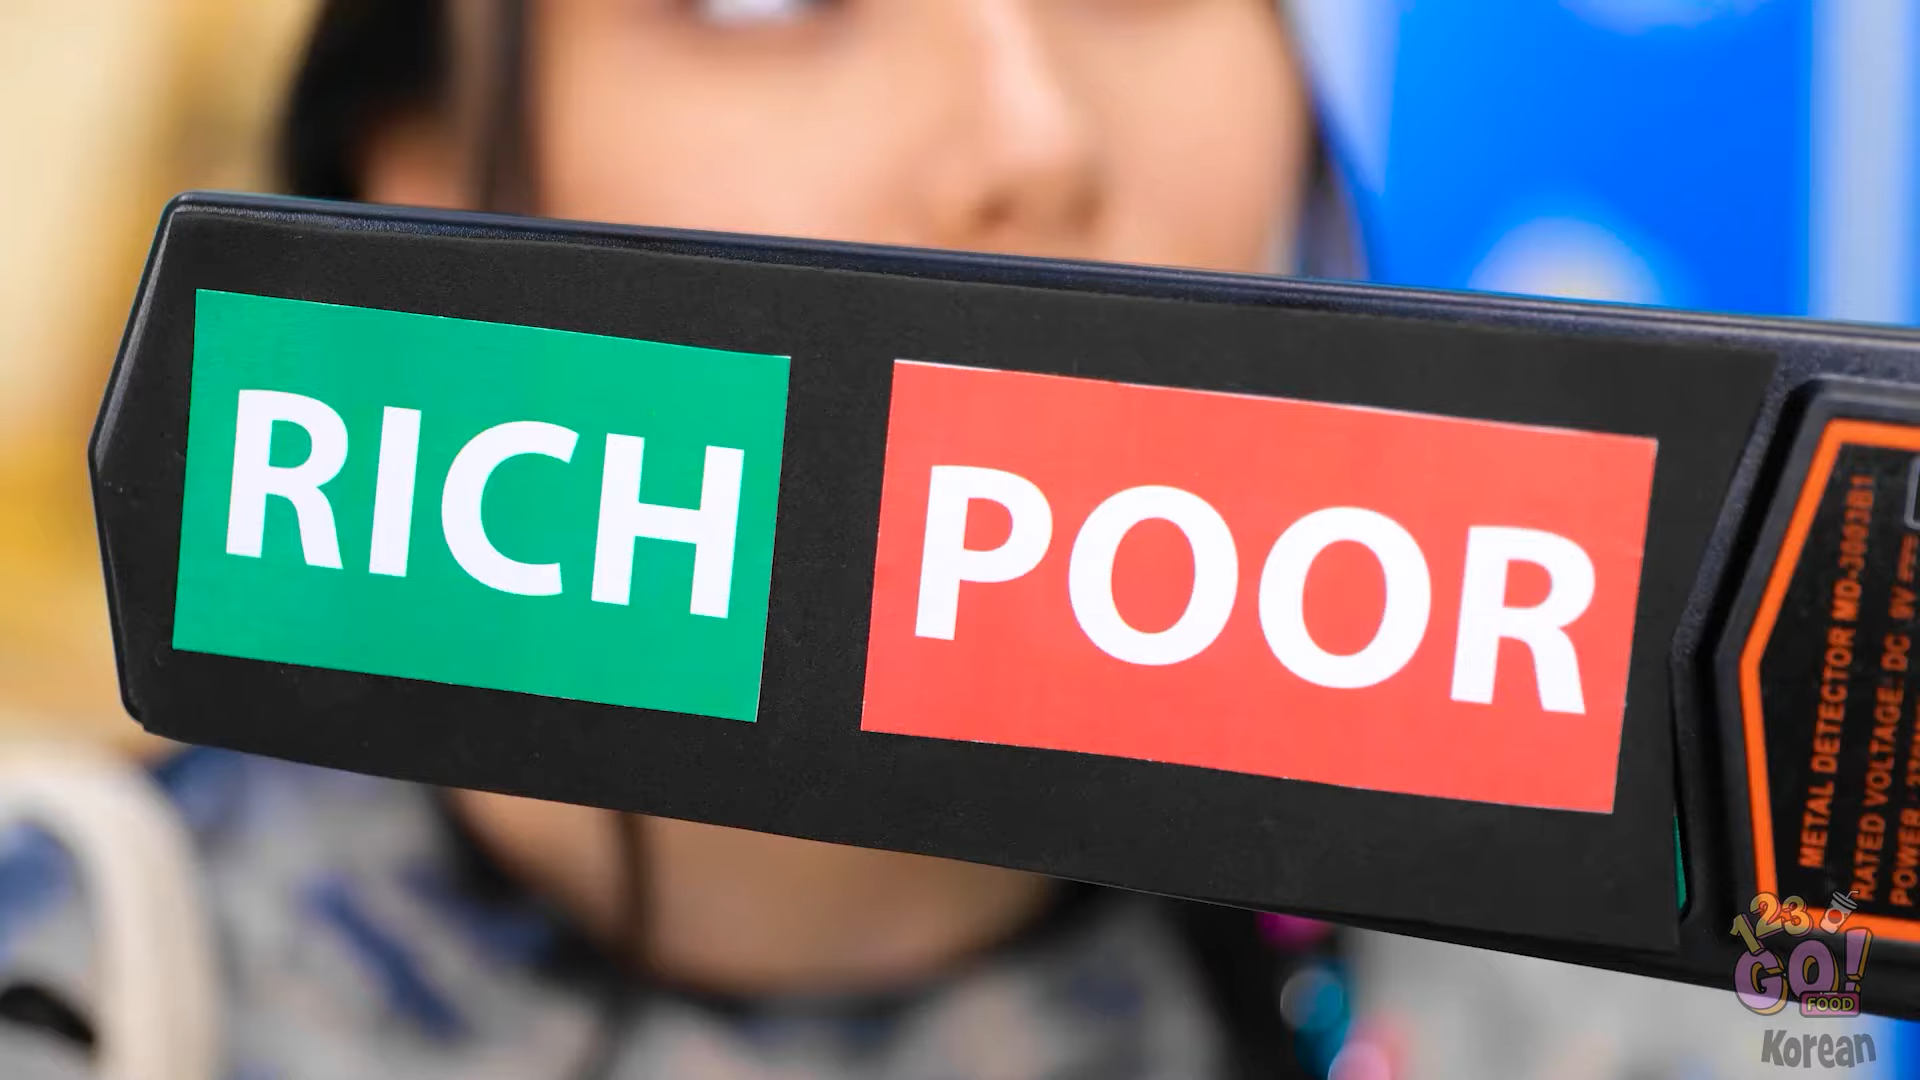 RICH POOR
METAL DETECTOR MD-3003B1
RATED VOLTAGE: DC 9V
POWER:
123
GO!
FOOD
Korean